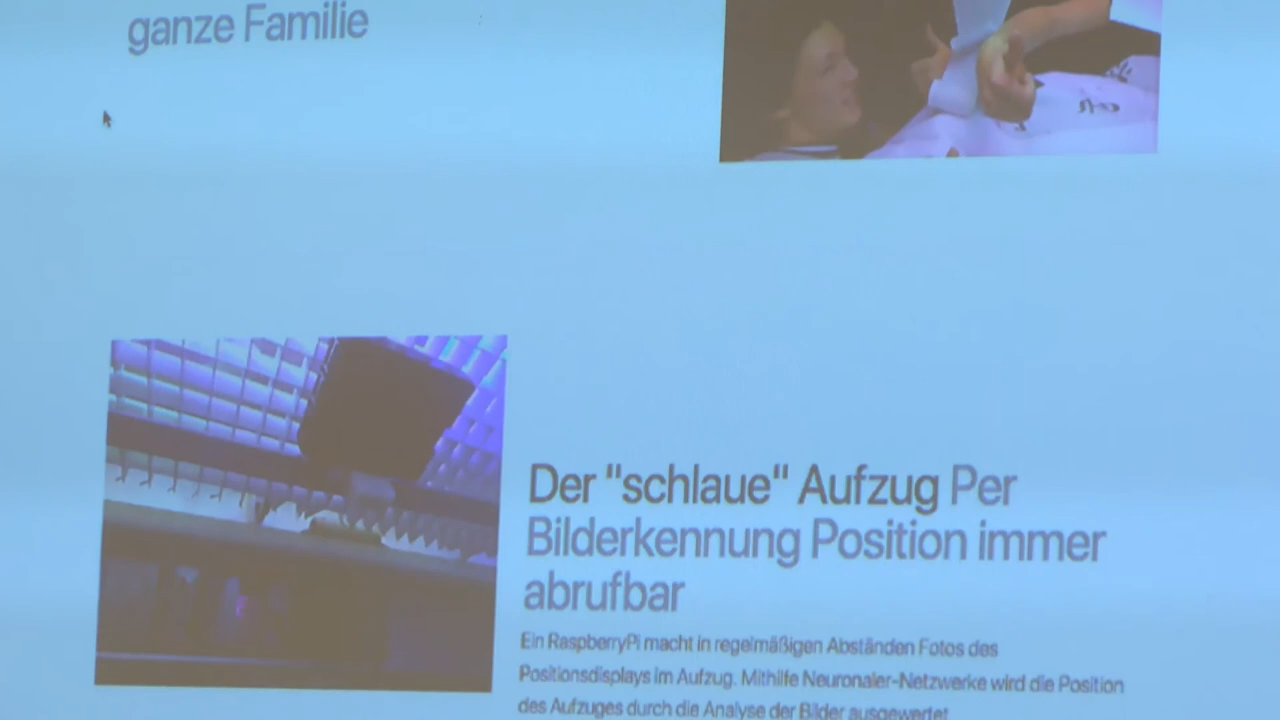 ganze Familie
Der "schlaue" Aufzug Per
Bilderkennung Position immer
abrufbar
Ein RaspberryPi macht in regelmäßigen Abständen Fotos des
Positionsdisplays im Aufzug. Mithilfe Neuronaler-Netzwerke wird die Position
des Aufzuges durch die Analyse der Bilder ausgewertet